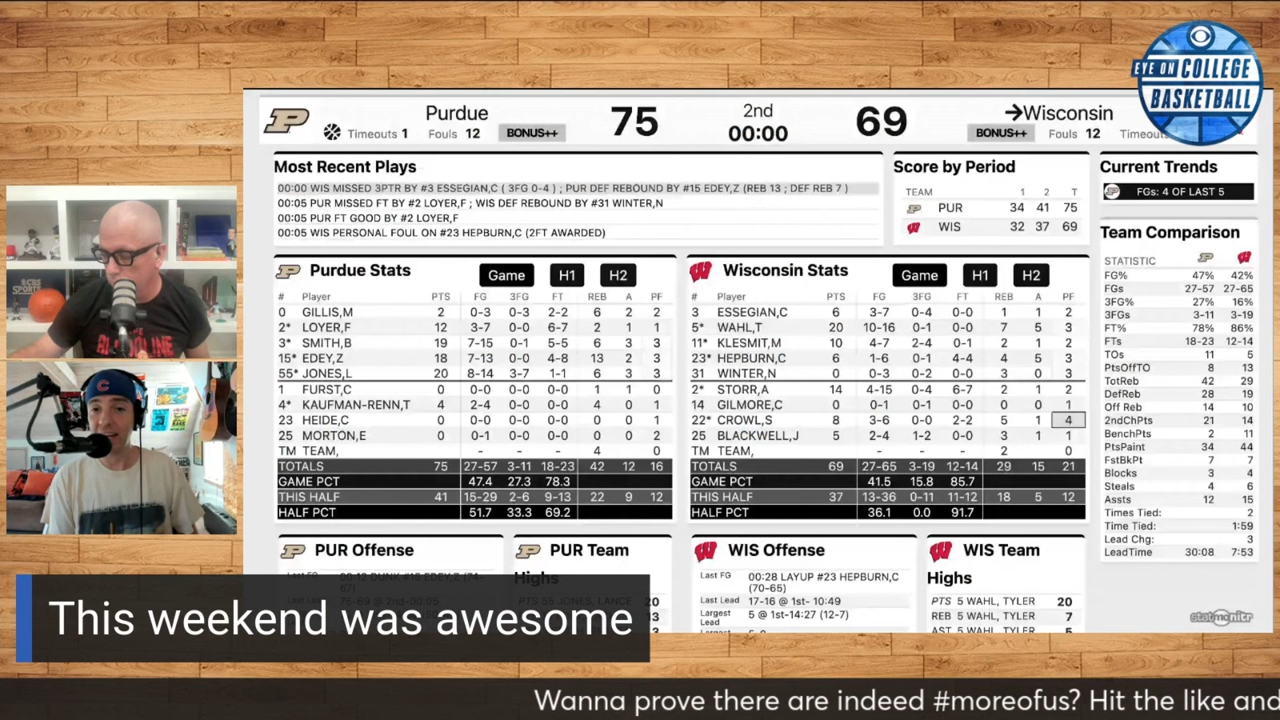 EYE ON COLLEGE
BASKETBALL
P Purdue 75 2nd 69 →Wisconsin
Timeouts 1 Fouls 12 BONUS++ 00:00 BONUS++ Fouls 12
Most Recent Plays
00:00 WIS MISSED 3PTR BY #3 ESSEGIAN,C ( 3FG 0-4 ) ; PUR DEF REBOUND BY #15 EDEY,Z (REB 13 ; DEF REB 7 )
00:05 PUR MISSED FT BY #2 LOYER,F ; WIS DEF REBOUND BY #31 WINTER,N
00:05 PUR FT GOOD BY #2 LOYER,F
00:05 WIS PERSONAL FOUL ON #23 HEPBURN,C (2FT AWARDED)
Score by Period
TEAM 1 2 T
PUR 34 41 75
WIS 32 37 69
Current Trends
FGs: 4 OF LAST 5
Purdue Stats Game H1 H2
# Player PTS FG 3FG FT REB A PF
0 GILLIS,M 2 0-3 0-3 2-2 6 2 2
2* LOYER,F 12 3-7 0-0 6-7 2 1 1
3* SMITH,B 19 7-15 0-1 5-5 6 3 3
15* EDEY,Z 18 7-13 0-0 4-8 13 2 3
55* JONES,L 20 8-14 3-7 1-1 6 3 3
1 FURST,C 0 0-0 0-0 0-0 1 1 0
4* KAUFMAN-RENN,T 4 2-4 0-0 0-0 4 0 1
23 HEIDE,C 0 0-0 0-0 0-0 0 0 1
25 MORTON,E 0 0-1 0-0 0-0 0 0 2
TM TEAM, - - - - 4 0
TOTALS 75 27-57 3-11 18-23 42 12 16
GAME PCT 47.4 27.3 78.3
THIS HALF 41 15-29 2-6 9-13 22 9 12
HALF PCT 51.7 33.3 69.2
Wisconsin Stats Game H1 H2
# Player PTS FG 3FG FT REB A PF
3 ESSEGIAN,C 6 3-7 0-4 0-0 1 1 2
5* WAHL,T 20 10-16 0-1 0-0 7 5 3
11* KLESMIT,M 10 4-7 2-4 0-1 2 1 2
23* HEPBURN,C 6 1-6 0-1 4-4 4 5 3
31 WINTER,N 0 0-3 0-2 0-0 3 0 3
2* STORR,A 14 4-15 0-4 6-7 2 1 2
14 GILMORE,C 0 0-1 0-1 0-0 0 0 1
22* CROWL,S 8 3-6 0-0 2-2 5 1 4
25 BLACKWELL,J 5 2-4 1-2 0-0 3 1 1
TM TEAM, - - - - 2 0
TOTALS 69 27-65 3-19 12-14 29 15 21
GAME PCT 41.5 15.8 85.7
THIS HALF 37 13-36 0-11 11-12 18 5 12
HALF PCT 36.1 0.0 91.7
Team Comparison
STATISTIC
FG% 47% 42%
FGs 27-57 27-65
3FG% 27% 16%
3FGs 3-11 3-19
FT% 78% 86%
FTs 18-23 12-14
TOs 11 5
PtsOffTO 8 13
TotReb 42 29
DefReb 28 19
Off Reb 14 10
2ndChPts 21 14
BenchPts 2 11
PtsPaint 34 44
FstBkPt 7 7
Blocks 3 4
Steals 4 6
Assts 12 15
Times Tied: 2
Time Tied: 1:59
Lead Chg: 3
LeadTime 30:08 7:53
PUR Offense
PUR Team
WIS Offense
Last FG 00:28 LAYUP #23 HEPBURN,C
(70-65)
Last Lead 17-16 @ 1st- 10:49
Largest 5 @ 1st-14:27 (12-7)
Lead
WIS Team
Highs
PTS 5 WAHL, TYLER 20
REB 5 WAHL, TYLER 7
AST 5 WAHL, TYLER 5
statmonitr
CBS
SPORTS
BLOODLINE
C
This weekend was awesome
Wanna prove there are indeed #moreofus? Hit the like and